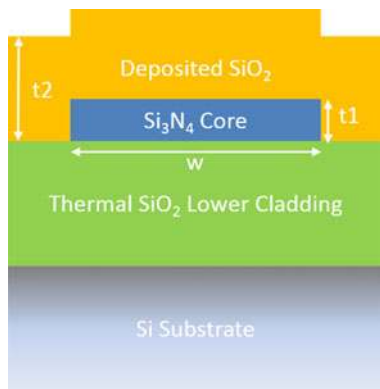 Deposited SiO₂
t2
Si₃N₄ Core
t1
w
Thermal SiO₂ Lower Cladding
Si Substrate